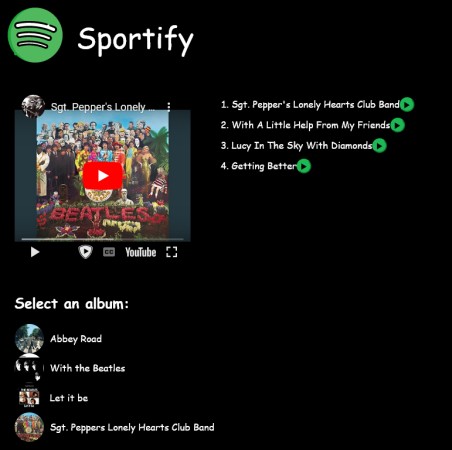 Sportify
Sgt. Pepper's Lonely ...
BEATLES
CC
YouTube
1. Sgt. Pepper's Lonely Hearts Club Band
2. With A Little Help From My Friends
3. Lucy In The Sky With Diamonds
4. Getting Better
Select an album:
Abbey Road
With the Beatles
Let it be
Sgt. Peppers Lonely Hearts Club Band